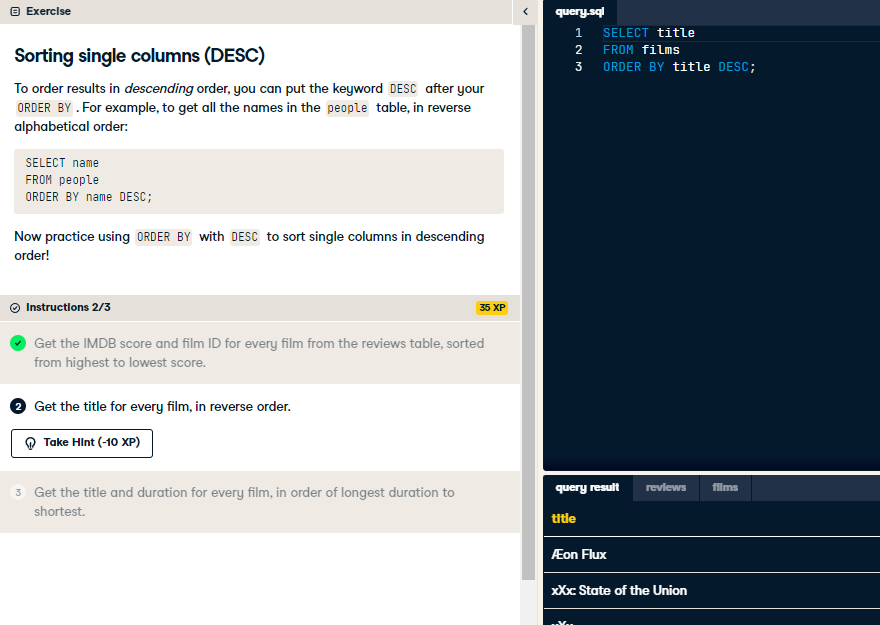 Exercise
Sorting single columns (DESC)
To order results in descending order, you can put the keyword DESC after your
ORDER BY . For example, to get all the names in the people table, in reverse
alphabetical order:
SELECT name
FROM people
ORDER BY name DESC;
Now practice using ORDER BY with DESC to sort single columns in descending
order!
Instructions 2/3
35 XP
Get the IMDB score and film ID for every film from the reviews table, sorted
from highest to lowest score.
2 Get the title for every film, in reverse order.
Take Hint (-10 XP)
3 Get the title and duration for every film, in order of longest duration to
shortest.
query.sql
1 SELECT title
2 FROM films
3 ORDER BY title DESC;
query result reviews films
title
Æon Flux
xXx: State of the Union